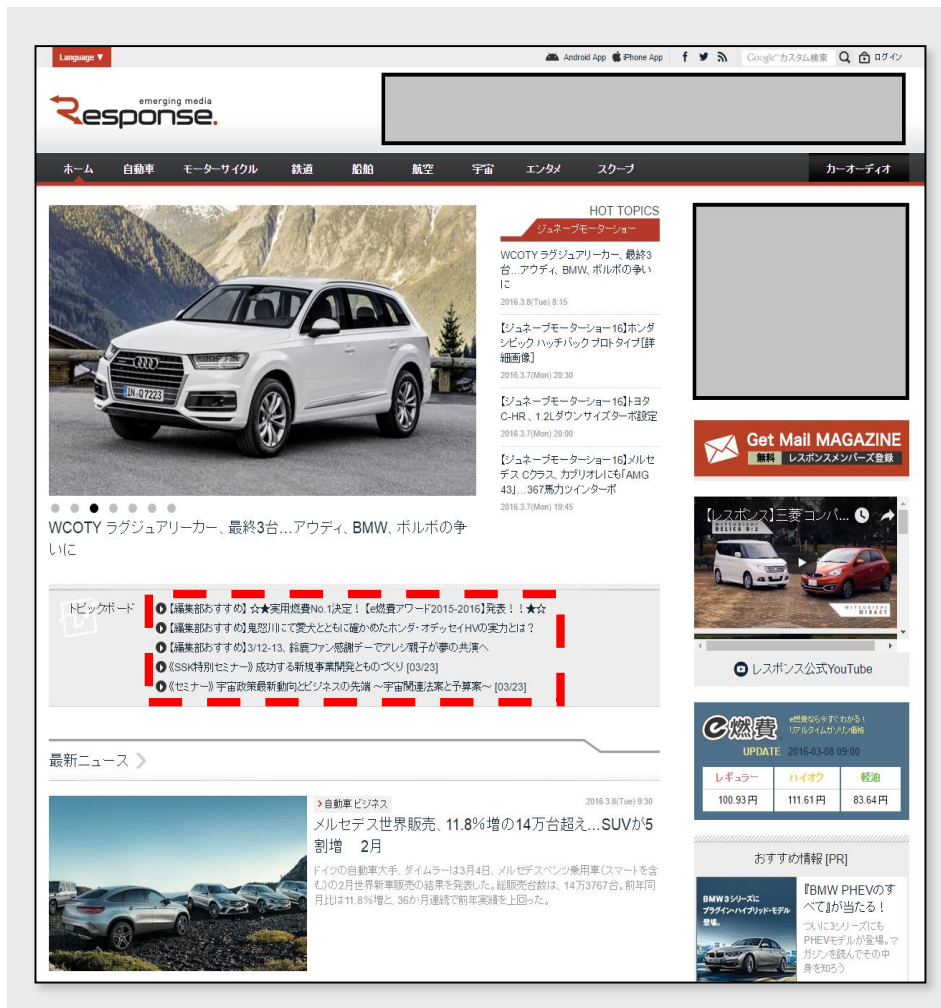 Language ▼
Android App iPhone App
Google カスタム検索
ログイン
emerging media
Response.
ホーム 自動車 モーターサイクル 鉄道 船舶 航空 宇宙 エンタメ スクープ カーオーディオ
HOT TOPICS
ジュネーブモーターショー
WCOTY ラグジュアリーカー、最終3
台…アウディ、BMW、ボルボの争い
に
2016.3.8(Tue) 8:15
【ジュネーブモーターショー16】ホンダ
シビック ハッチバック プロトタイプ[詳
細画像]
2016.3.7(Mon) 20:30
【ジュネーブモーターショー16】トヨタ
C-HR、1.2Lダウンサイズターボ設定
2016.3.7(Mon) 20:00
【ジュネーブモーターショー16】メルセ
デス Cクラス、カブリオレにも「AMG
43」…367馬力ツインターボ
2016.3.7(Mon) 19:45
IN·Q 7223
WCOTY ラグジュアリーカー、最終3台…アウディ、BMW、ボルボの争
いに
トピックボード
【編集部おすすめ】☆★実用燃費No.1決定！【e燃費アワード2015-2016】発表！！★☆
【編集部おすすめ】鬼怒川にて愛犬とともに確かめたホンダ・オデッセイHVの実力とは？
【編集部おすすめ】3/12-13、鈴鹿ファン感謝デーでアレジ親子が夢の共演へ
《SSK特別セミナー》 成功する新規事業開発とものづくり [03/23]
《セミナー》 宇宙政策最新動向とビジネスの先端 ～宇宙関連法案と予算案～ [03/23]
最新ニュース
自動車 ビジネス
2016.3.8(Tue) 9:30
メルセデス世界販売、11.8％増の14万台超え…SUVが5
割増 2月
ドイツの自動車大手、ダイムラーは3月4日、メルセデスベンツ乗用車（スマートを含
む）の2月世界新車販売の結果を発表した。総販売台数は、14万3767台。前年同
月比は11.8％増と、36か月連続で前年実績を上回った。
Get Mail MAGAZINE
無料 レスポンスメンバーズ登録
【レスポンス】三菱 コンパ...
MITSUBISHI
DELICA D:2
MITSUBISHI
MIRAGE
レスポンス公式YouTube
e燃費
e燃費なら今すぐわかる！
リアルタイムガソリン価格
UPDATE 2016-03-08 09:00
レギュラー ハイオク 軽油
100.93円 111.61円 83.64円
おすすめ情報 [PR]
BMW 3シリーズに
プラグイン・ハイブリッド・モデル
登場。
『BMW PHEVのす
べて』が当たる！
ついに3シリーズにも
PHEVモデルが登場。マ
ガジンを読んでその中
身を知ろう